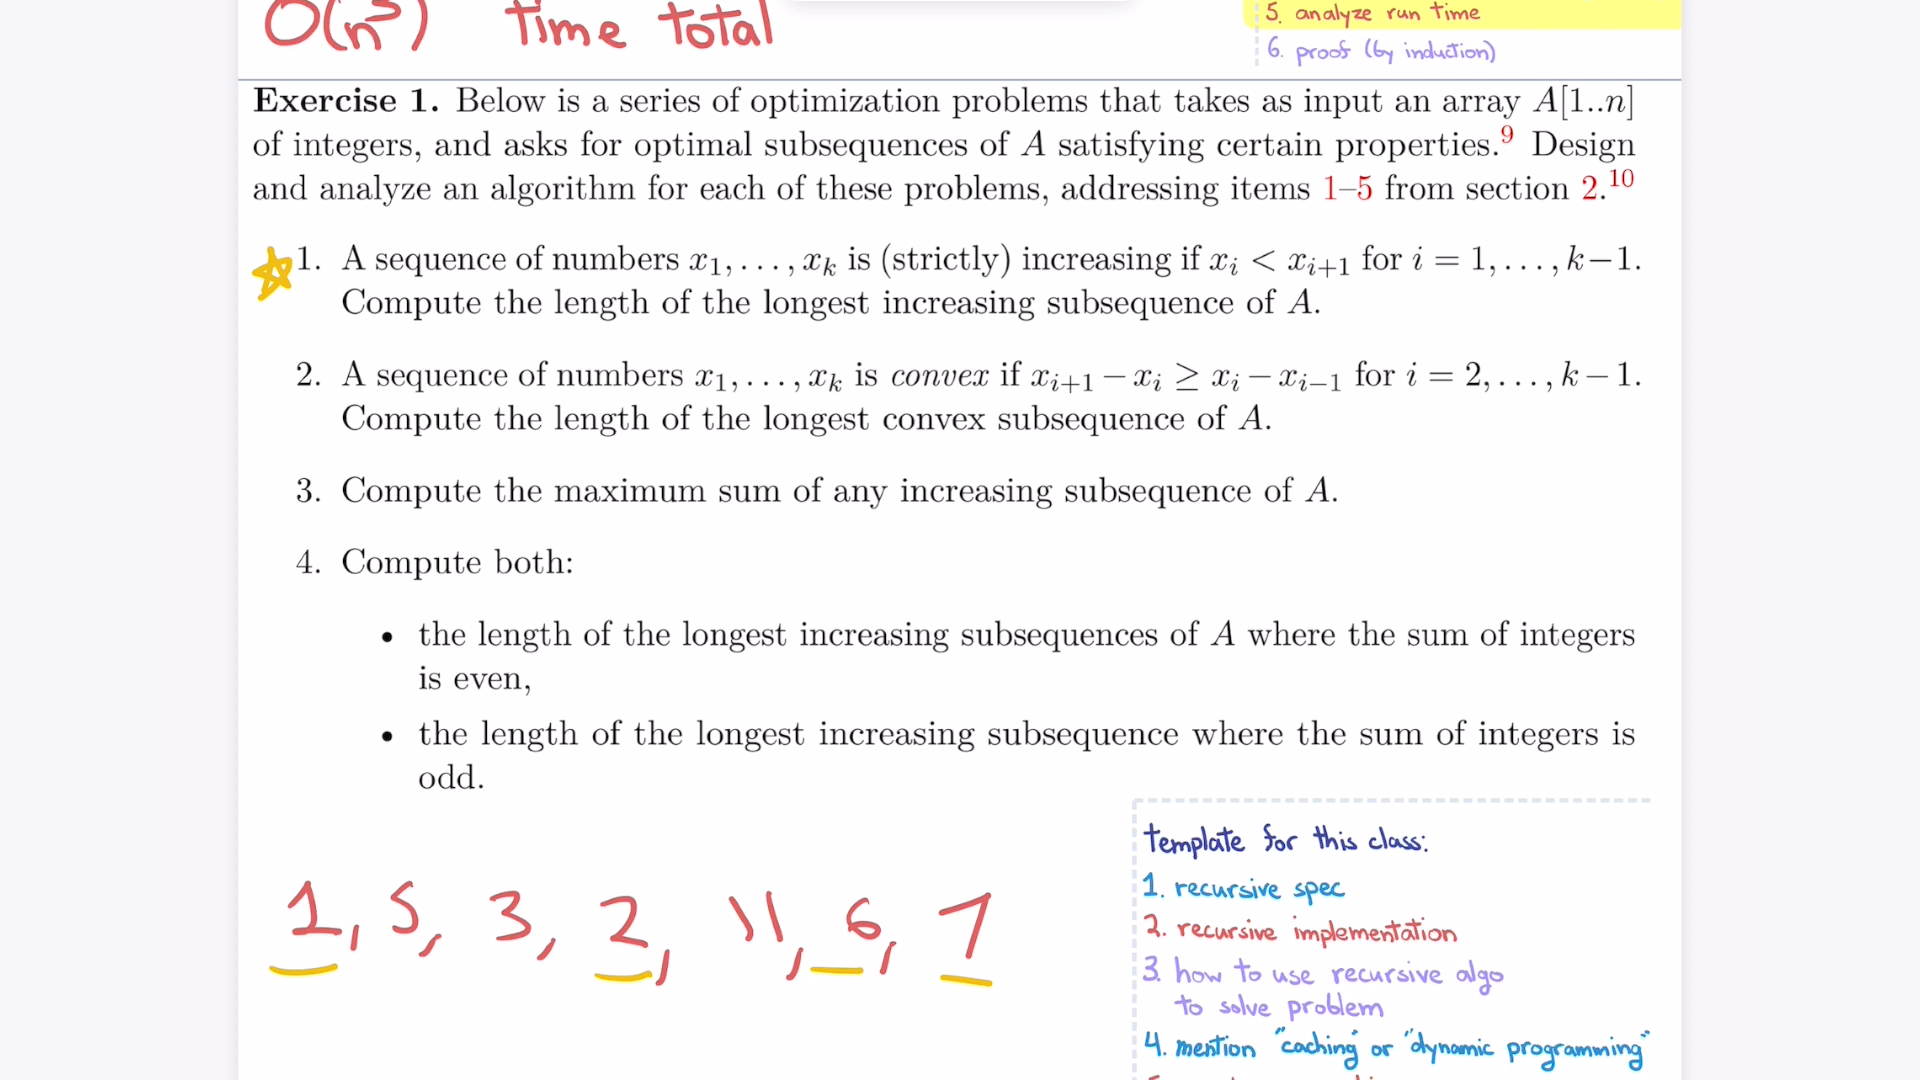 O(n³) time total
5. analyze run time
6. proof (by induction)
Exercise 1. Below is a series of optimization problems that takes as input an array A[1..n]
of integers, and asks for optimal subsequences of A satisfying certain properties.⁹ Design
and analyze an algorithm for each of these problems, addressing items 1–5 from section 2.¹⁰
1. A sequence of numbers x₁, . . . , xₖ is (strictly) increasing if xᵢ < xᵢ₊₁ for i = 1, . . . , k−1.
Compute the length of the longest increasing subsequence of A.
2. A sequence of numbers x₁, . . . , xₖ is convex if xᵢ₊₁ − xᵢ ≥ xᵢ − xᵢ₋₁ for i = 2, . . . , k − 1.
Compute the length of the longest convex subsequence of A.
3. Compute the maximum sum of any increasing subsequence of A.
4. Compute both:
• the length of the longest increasing subsequences of A where the sum of integers
is even,
• the length of the longest increasing subsequence where the sum of integers is
odd.
1, 5, 3, 2, 11, 6, 7
template for this class:
1. recursive spec
2. recursive implementation
3. how to use recursive algo
to solve problem
4. mention "caching" or "dynamic programming"